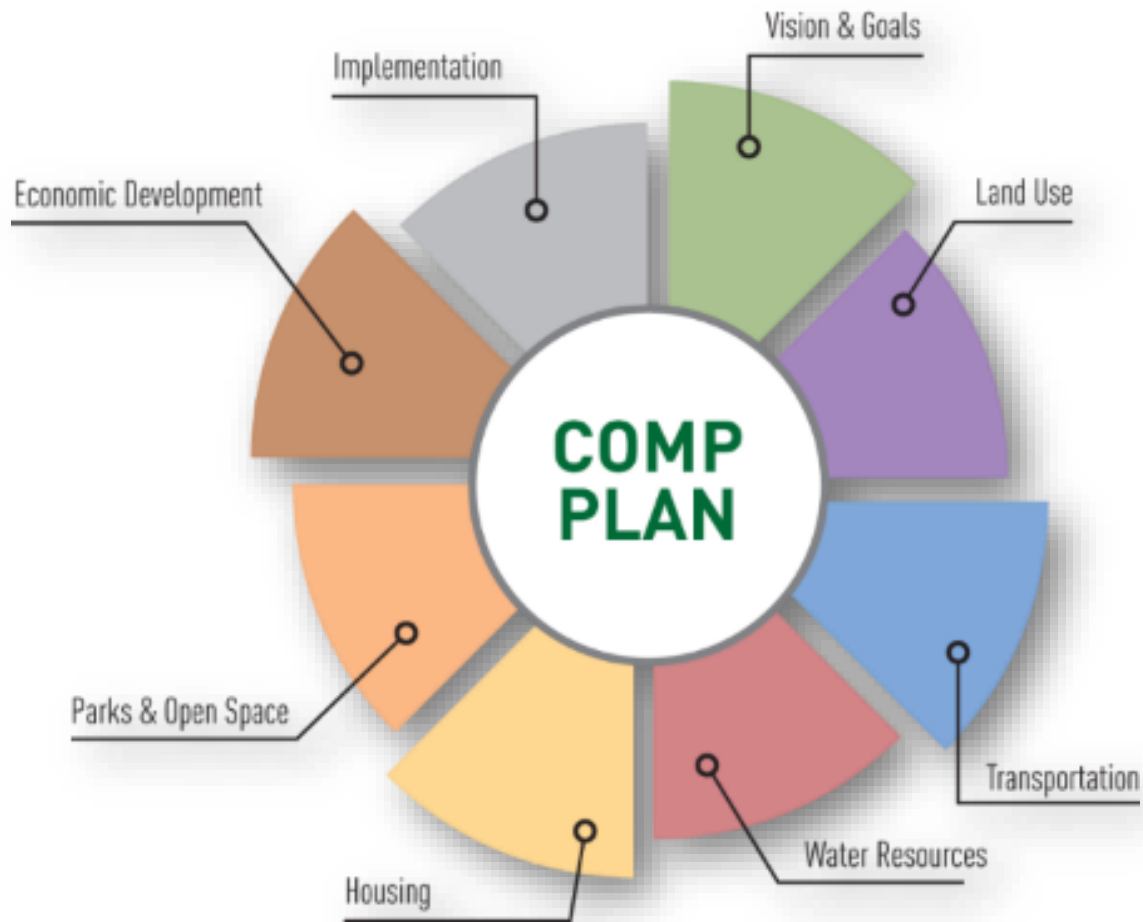 Vision & Goals
Implementation
Economic Development
Land Use
COMP
PLAN
Parks & Open Space
Transportation
Water Resources
Housing